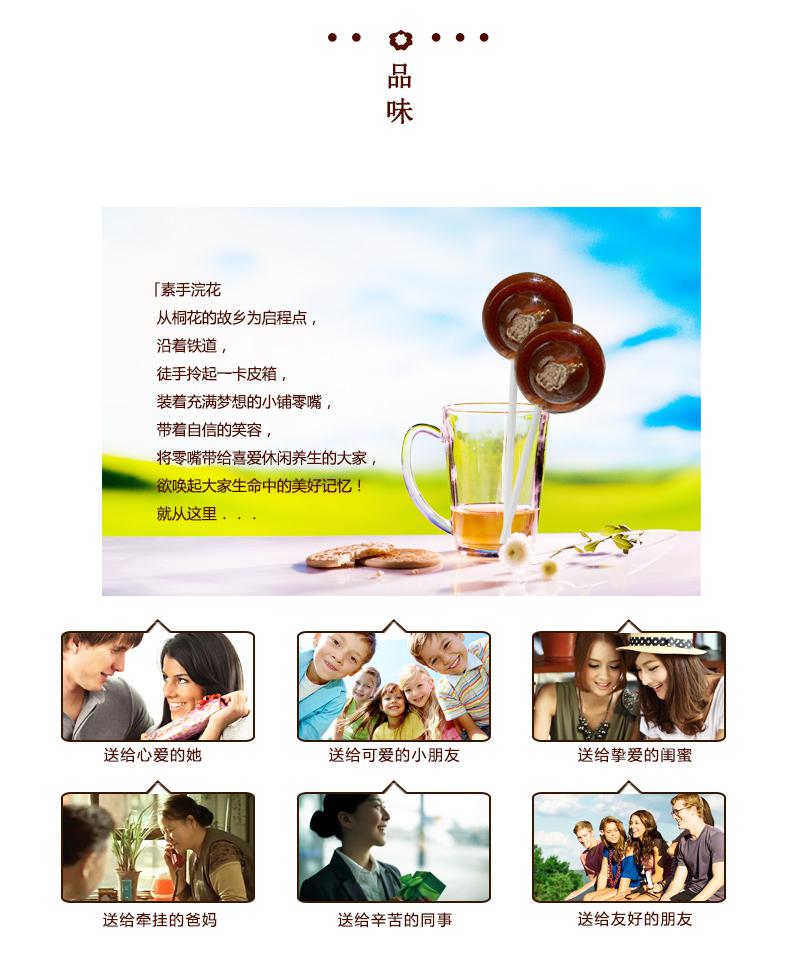 品
味
「素手浣花
从桐花的故乡为启程点，
沿着铁道，
徒手拎起一卡皮箱，
装着充满梦想的小铺零嘴，
带着自信的笑容，
将零嘴带给喜爱休闲养生的大家，
欲唤起大家生命中的美好记忆！
就从这里．．．
送给心爱的她
送给可爱的小朋友
送给挚爱的闺蜜
送给牵挂的爸妈
送给辛苦的同事
送给友好的朋友